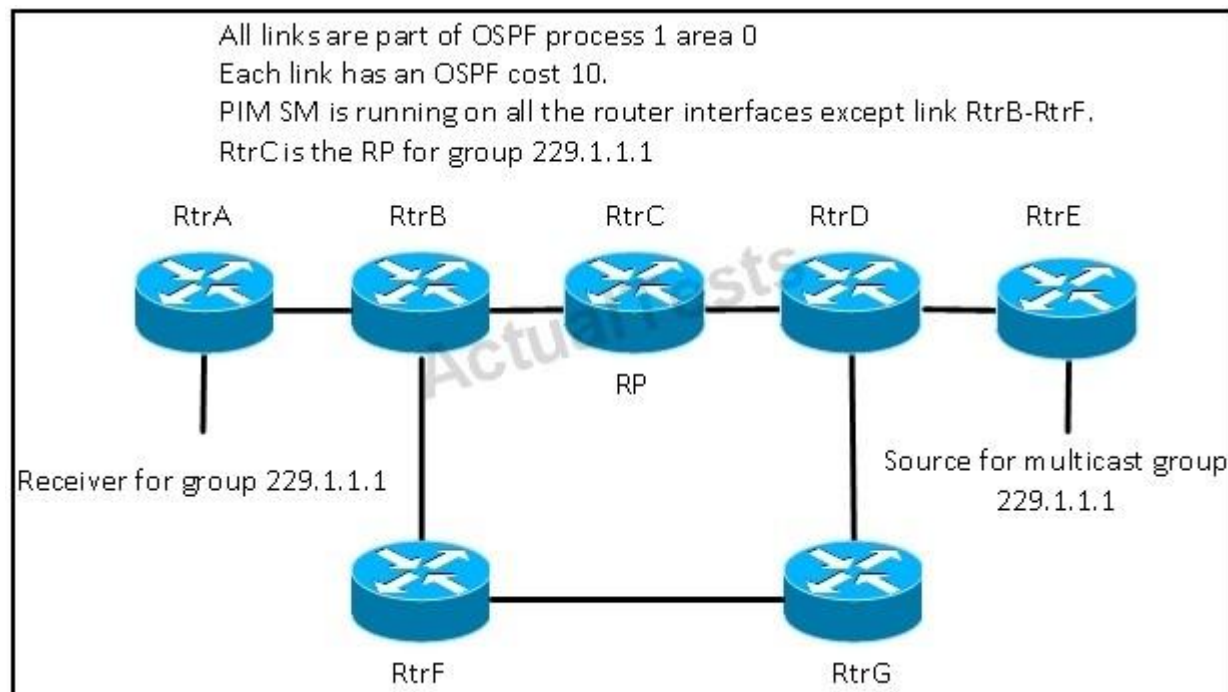 All links are part of OSPF process 1 area 0
Each link has an OSPF cost 10.
PIM SM is running on all the router interfaces except link RtrB-RtrF.
RtrC is the RP for group 229.1.1.1
RtrA
RtrB
RtrC
RtrD
RtrE
ActualTests
RP
Receiver for group 229.1.1.1
Source for multicast group
229.1.1.1
RtrF
RtrG